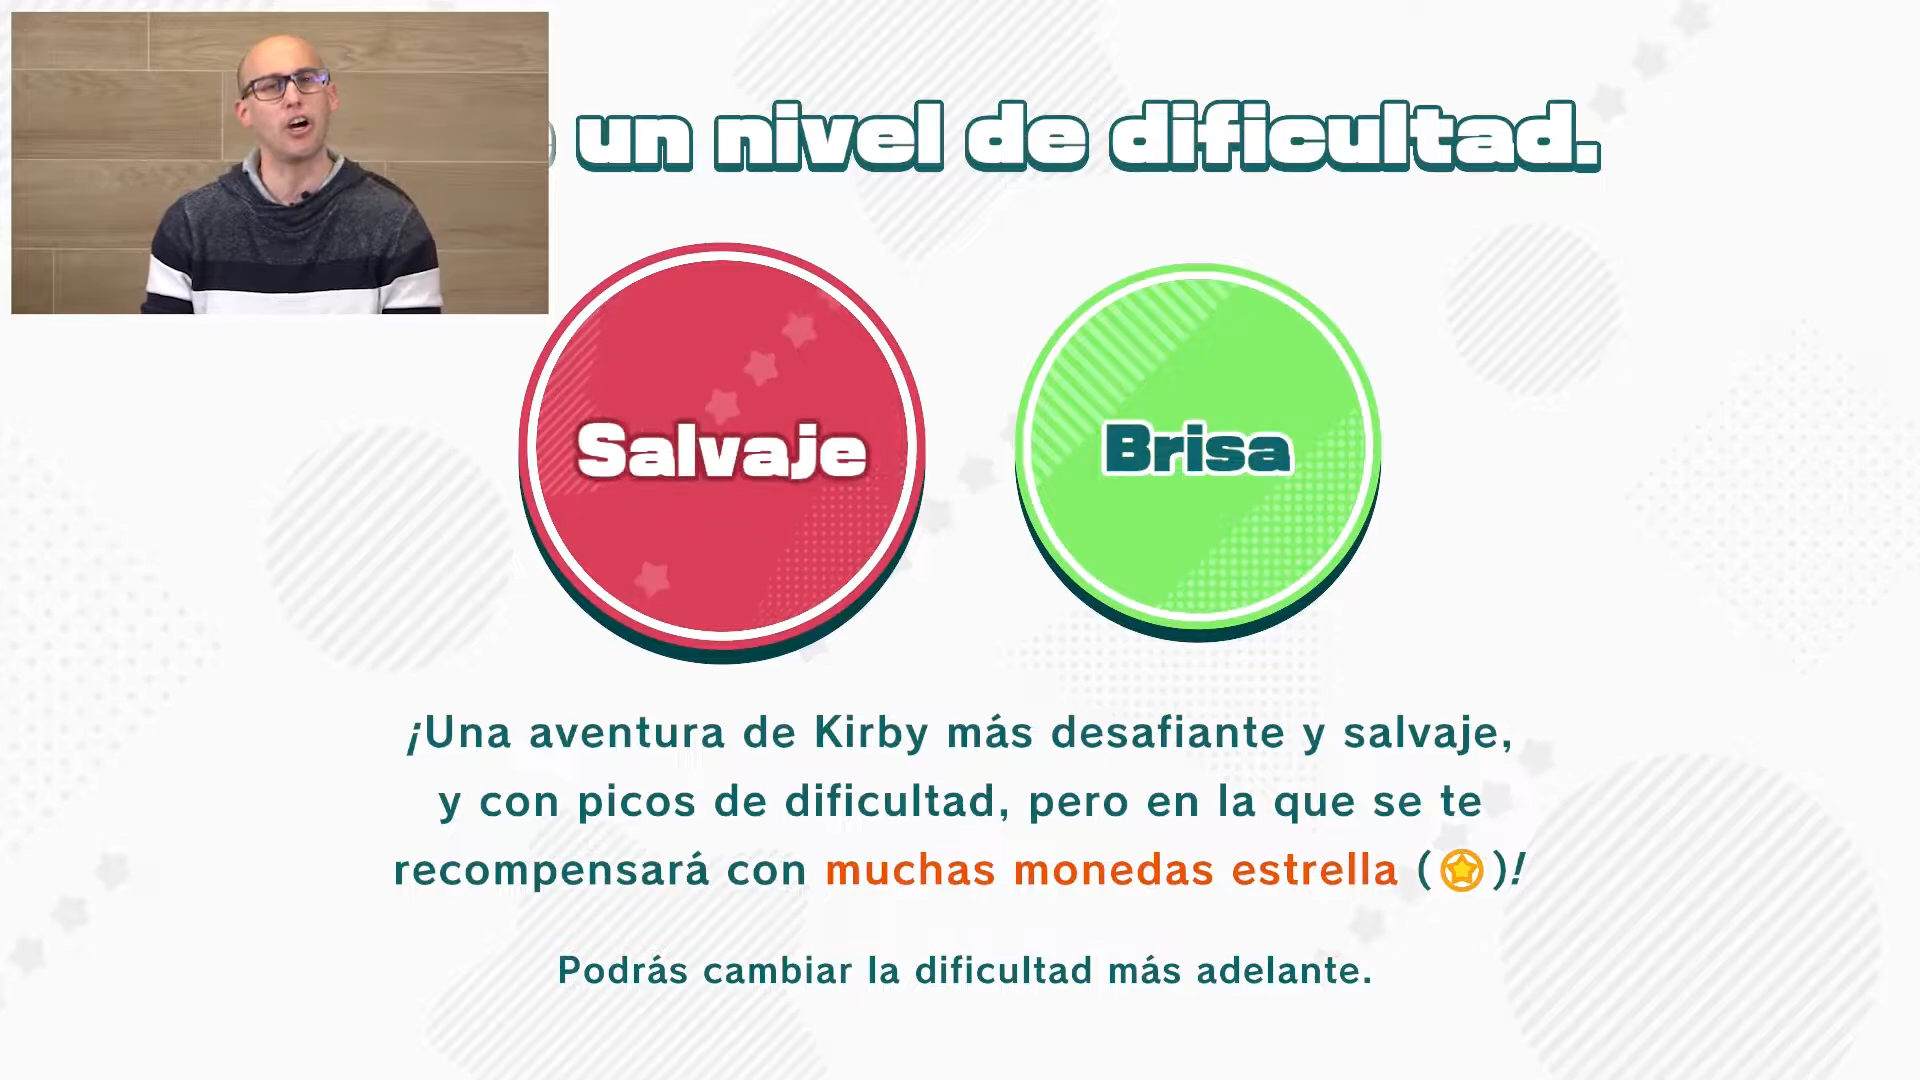 un nivel de dificultad.
Salvaje
Brisa
¡Una aventura de Kirby más desafiante y salvaje,
y con picos de dificultad, pero en la que se te
recompensará con muchas monedas estrella ( )!
Podrás cambiar la dificultad más adelante.